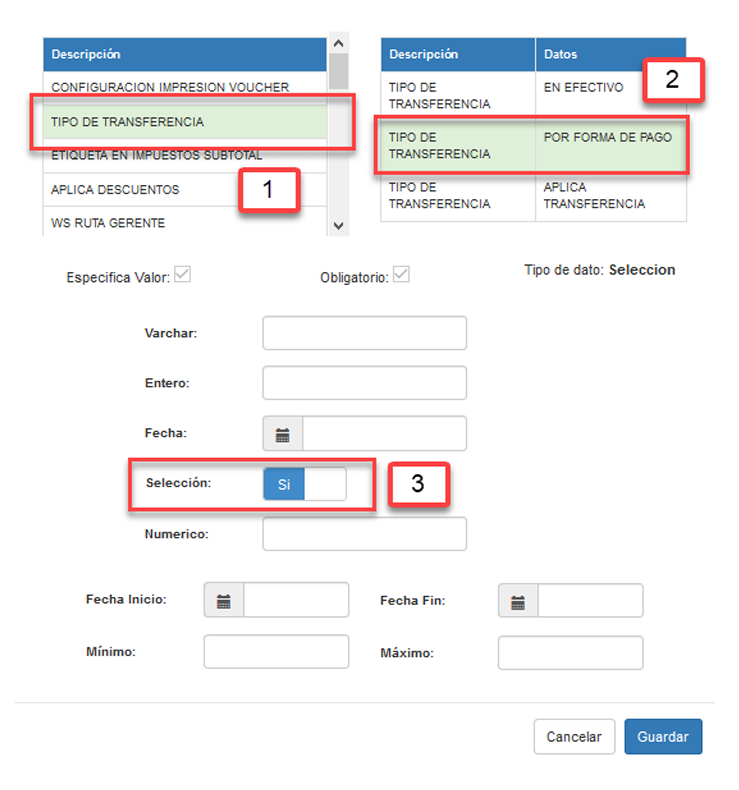 Descripción
CONFIGURACION IMPRESION VOUCHER
TIPO DE TRANSFERENCIA
ETIQUETA EN IMPUESTOS SUBTOTAL
APLICA DESCUENTOS
WS RUTA GERENTE
1
Descripción Datos
TIPO DE EN EFECTIVO
TRANSFERENCIA
2
TIPO DE POR FORMA DE PAGO
TRANSFERENCIA
TIPO DE APLICA
TRANSFERENCIA TRANSFERENCIA
Especifica Valor: Obligatorio: Tipo de dato: Seleccion
Varchar:
Entero:
Fecha:
Selección: Si 3
Numerico:
Fecha Inicio: Fecha Fin:
Mínimo: Máximo:
Cancelar Guardar